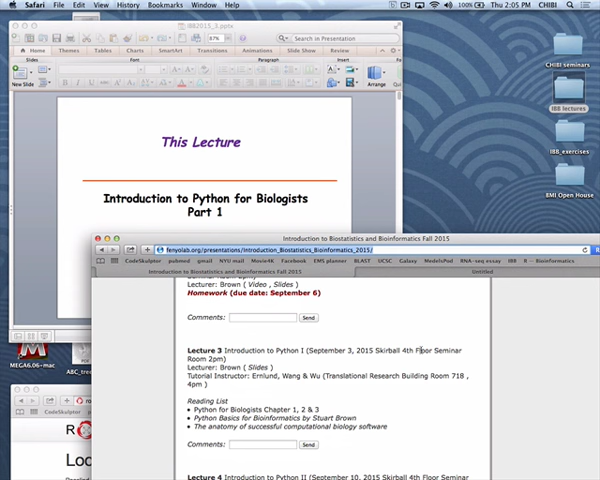 Safari File Edit View History Bookmarks Window Help
100% Thu 2:05 PM CHIBI
IBB2015_3.pptx
37%
Search in Presentation
Home Themes Tables Charts SmartArt Transitions Animations Slide Show Review
Slides Font Paragraph Insert
New Slide
Arrange
This Lecture
Introduction to Python for Biologists
Part 1
CHIBI seminars
IBB lectures
IBB_exercises
BMI Open House
MEGA6.06-mac
ABC_tree
CodeSkulptor
Introduction to Biostatistics and Bioinformatics Fall 2015
fenyolab.org/presentations/Introduction_Biostatistics_Bioinformatics_2015/
CodeSkulptor pubmed gmail NYU mail Movie4K Facebook EMS planner BLAST UCSC Galaxy ModelsPod RNA-seq essay IBB R — Bioinformatics
Introduction to Biostatistics and Bioinformatics Fall 2015 Untitled
Lecturer: Brown ( Video , Slides )
Homework (due date: September 6)
Comments: Send
Lecture 3 Introduction to Python I (September 3, 2015 Skirball 4th Floor Seminar
Room 2pm)
Lecturer: Brown ( Slides )
Tutorial Instructor: Ernlund, Wang & Wu (Translational Research Building Room 718 ,
4pm )
Reading List
• Python for Biologists Chapter 1, 2 & 3
• Python Basics for Bioinformatics by Stuart Brown
• The anatomy of successful computational biology software
Comments: Send
Lecture 4 Introduction to Python II (September 10, 2015 Skirball 4th Floor Seminar